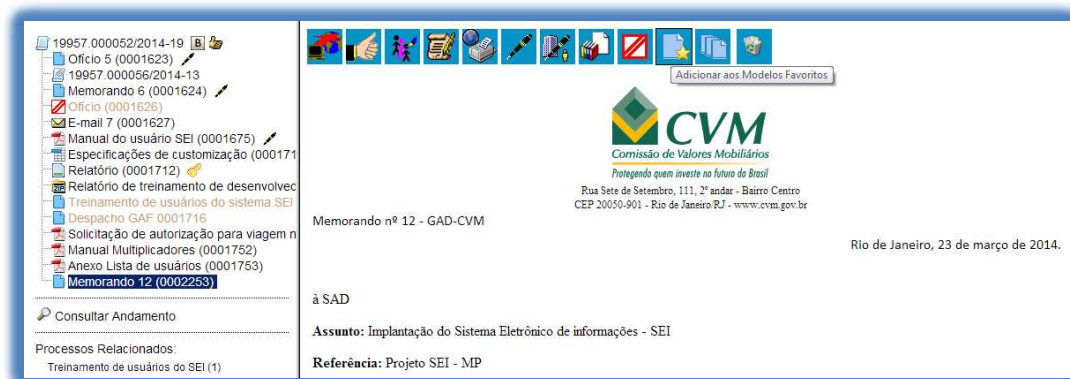 19957.000052/2014-19 B
Ofício 5 (0001623)
19957.000056/2014-13
Memorando 6 (0001624)
Ofício (0001626)
E-mail 7 (0001627)
Manual do usuário SEI (0001675)
Especificações de customização (000171
Relatório (0001712)
Relatório de treinamento de desenvolvec
Treinamento de usuários do sistema SEI
Despacho GAF 0001716
Solicitação de autorização para viagem n
Manual Multiplicadores (0001752)
Anexo Lista de usuários (0001753)
Memorando 12 (0002253)
Consultar Andamento
Processos Relacionados:
Treinamento de usuários do SEI (1)
Adicionar aos Modelos Favoritos
CVM
Comissão de Valores Mobiliários
Protegendo quem investe no futuro do Brasil
Rua Sete de Setembro, 111, 2º andar - Bairro Centro
CEP 20050-901 - Rio de Janeiro/RJ - www.cvm.gov.br
Memorando nº 12 - GAD-CVM
Rio de Janeiro, 23 de março de 2014.
à SAD
Assunto: Implantação do Sistema Eletrônico de informações - SEI
Referência: Projeto SEI - MP